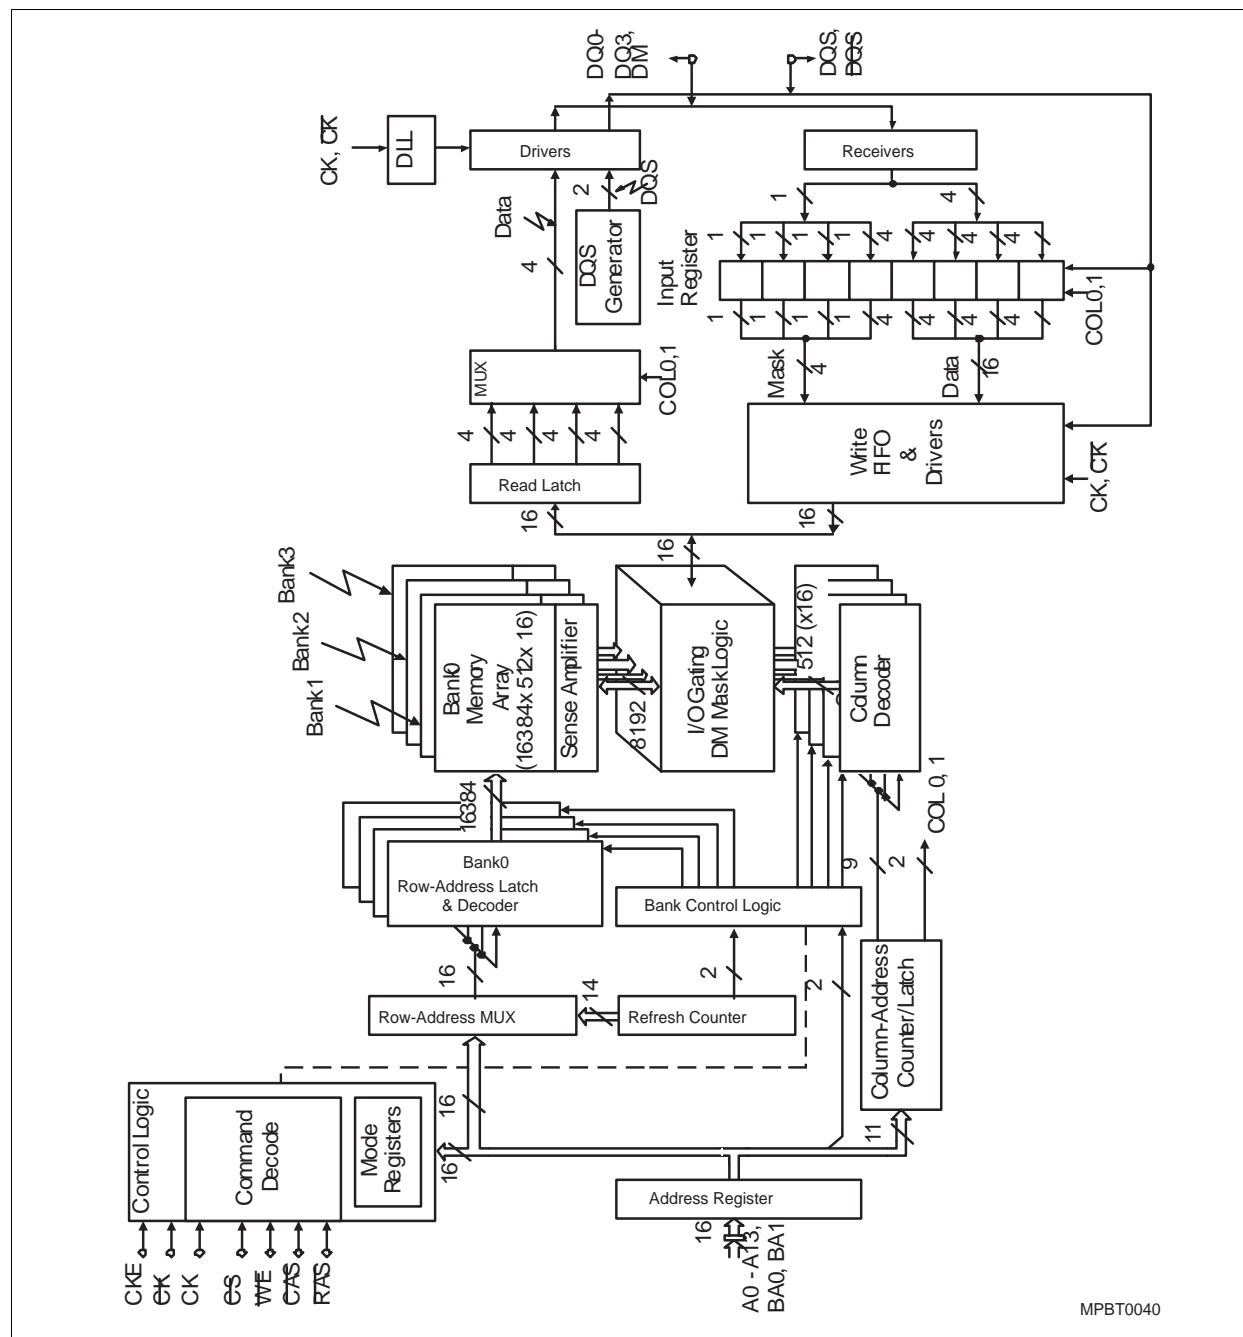 DQ0-
DQ3,
DM
DQS,
DQS
CK, CK
DLL
Drivers
Receivers
Data
4
2
DQS
DQS
Generator
1
4
1
1
1
1
4
4
4
4
Input
Register
1
1
1
1
4
4
4
4
COL0,1
Mask
4
Data
16
MUX
COL0,1
4
4
4
4
Write
FIFO
&
Drivers
CK, CK
Read Latch
16
16
16
Bank3
Bank2
Bank1
Bank0
Memory
Array
(16384x 512x 16)
Sense Amplifier
8192
I/O Gating
DM Mask Logic
512 (x16)
Column
Decoder
16384
Bank0
Row-Address Latch
& Decoder
Bank Control Logic
9
2
COL 0, 1
16
2
2
Row-Address MUX
14
Refresh Counter
Column-Address
Counter/Latch
Control Logic
Command
Decode
Mode
Registers
16
16
11
Address Register
16
A0 - A13,
BA0, BA1
CKE
CK
CK
CS
WE
CAS
RAS
MPBT0040